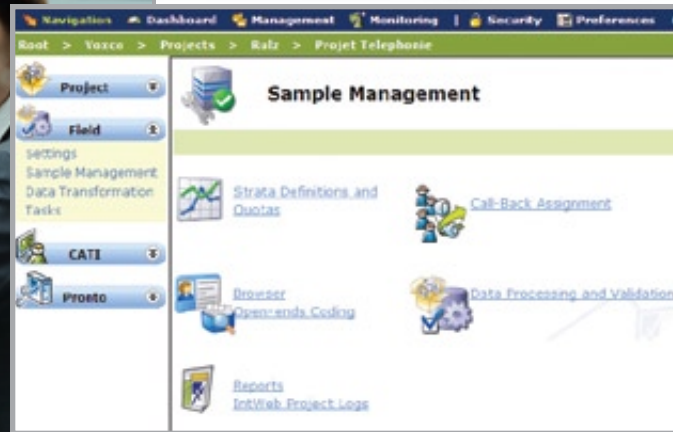 Navigation Dashboard Management Monitoring | Security Preferences
Root > Voxco > Projects > Ralz > Projet Telephonie
Project
Field
Settings
Sample Management
Data Transformation
Tasks
CATI
Pronto
Sample Management
Strata Definitions and
Quotas
Call-Back Assignment
Browser
Open-ends Coding
Data Processing and Validation
Reports
IntWeb Project Logs